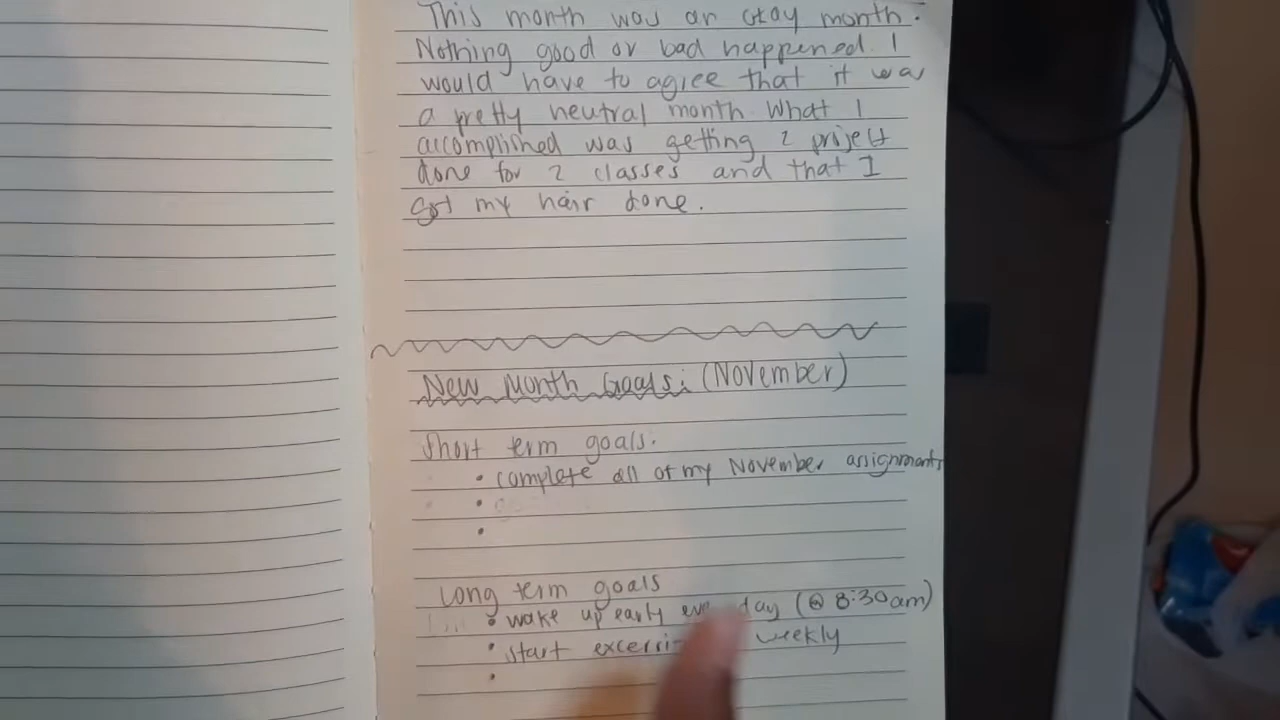 This month was an okay month.
Nothing good or bad happened. I
would have to agree that it was
a pretty neutral month What I
accomplished was getting 2 project
done for 2 classes and that I
got my hair done.
New Month Goals: (November)
Short term goals:
• complete all of my November assignments
•
•
Long term goals
• wake up early day (@ 8:30am)
• start weekly
•